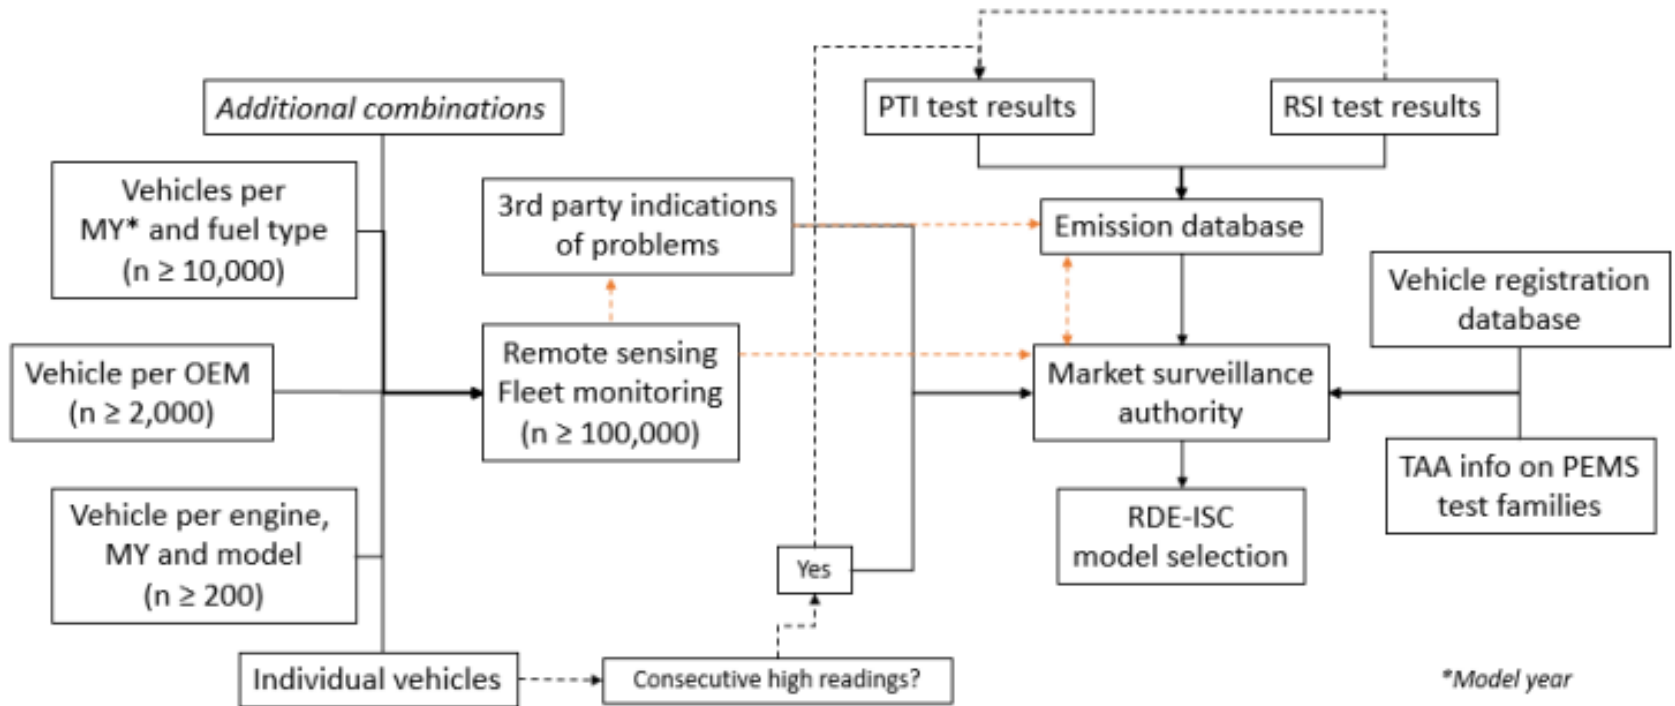 Additional combinations
Vehicles per
MY* and fuel type
(n ≥ 10,000)
Vehicle per OEM
(n ≥ 2,000)
Vehicle per engine,
MY and model
(n ≥ 200)
Individual vehicles
3rd party indications
of problems
Remote sensing
Fleet monitoring
(n ≥ 100,000)
Yes
Consecutive high readings?
PTI test results
RSI test results
Emission database
Market surveillance
authority
RDE-ISC
model selection
Vehicle registration
database
TAA info on PEMS
test families
*Model year